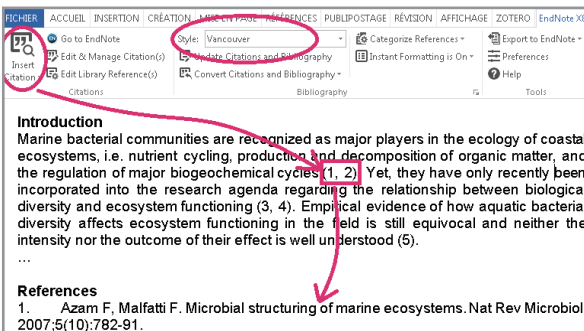 FICHIER ACCUEIL INSERTION CRÉATION MISE EN PAGE RÉFÉRENCES PUBLIPOSTAGE RÉVISION AFFICHAGE ZOTERO EndNote X
Go to EndNote Style: Vancouver Categorize References Export to EndNote
Edit & Manage Citation(s) Update Citations and Bibliography Instant Formatting is On Preferences
Insert Citation Edit Library Reference(s) Convert Citations and Bibliography Help
Citations Bibliography Tools
Introduction
Marine bacterial communities are recognized as major players in the ecology of coastal
ecosystems, i.e. nutrient cycling, production and decomposition of organic matter, and
the regulation of major biogeochemical cycles (1, 2). Yet, they have only recently been
incorporated into the research agenda regarding the relationship between biological
diversity and ecosystem functioning (3, 4). Empirical evidence of how aquatic bacterial
diversity affects ecosystem functioning in the field is still equivocal and neither the
intensity nor the outcome of their effect is well understood (5).
…
References
1. Azam F, Malfatti F. Microbial structuring of marine ecosystems. Nat Rev Microbiol.
2007;5(10):782-91.